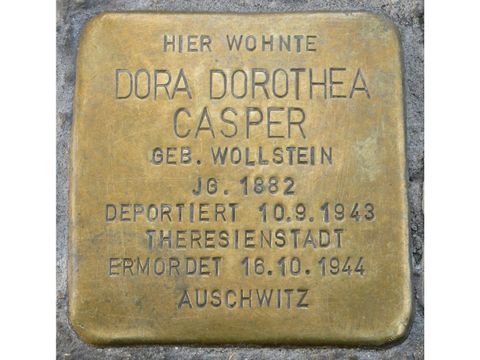 HIER WOHNTE
DORA DOROTHEA
CASPER
GEB. WOLLSTEIN
JG. 1882
DEPORTIERT 10.9.1943
THERESIENSTADT
ERMORDET 16.10.1944
AUSCHWITZ